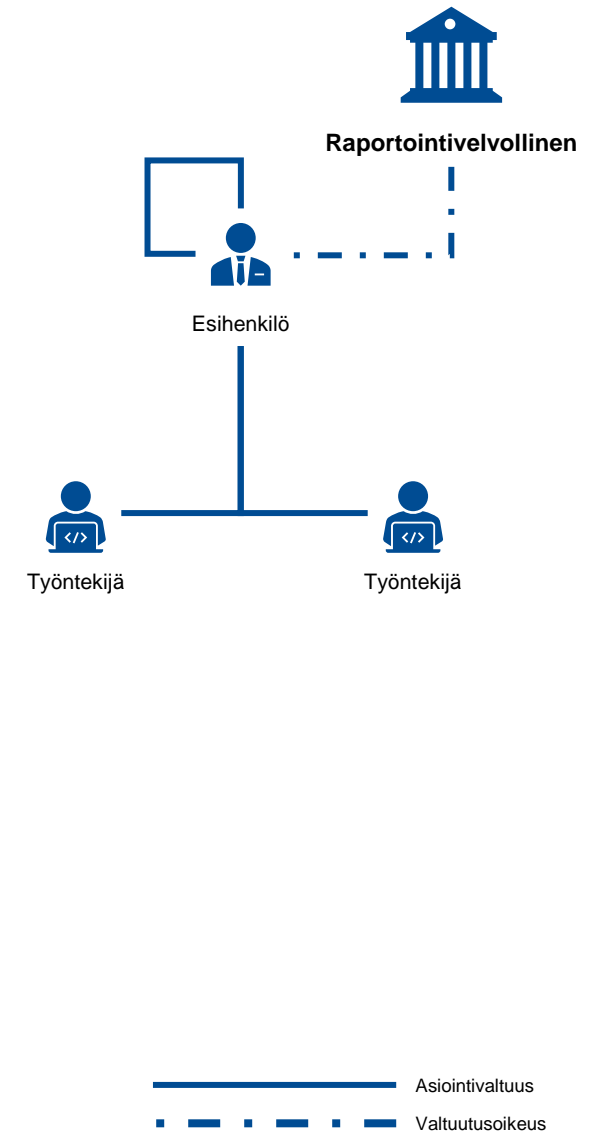 Raportointivelvollinen
Esihenkilö
</>
</>
Työntekijä
Työntekijä
Asiointivaltuus
Valtuutusoikeus